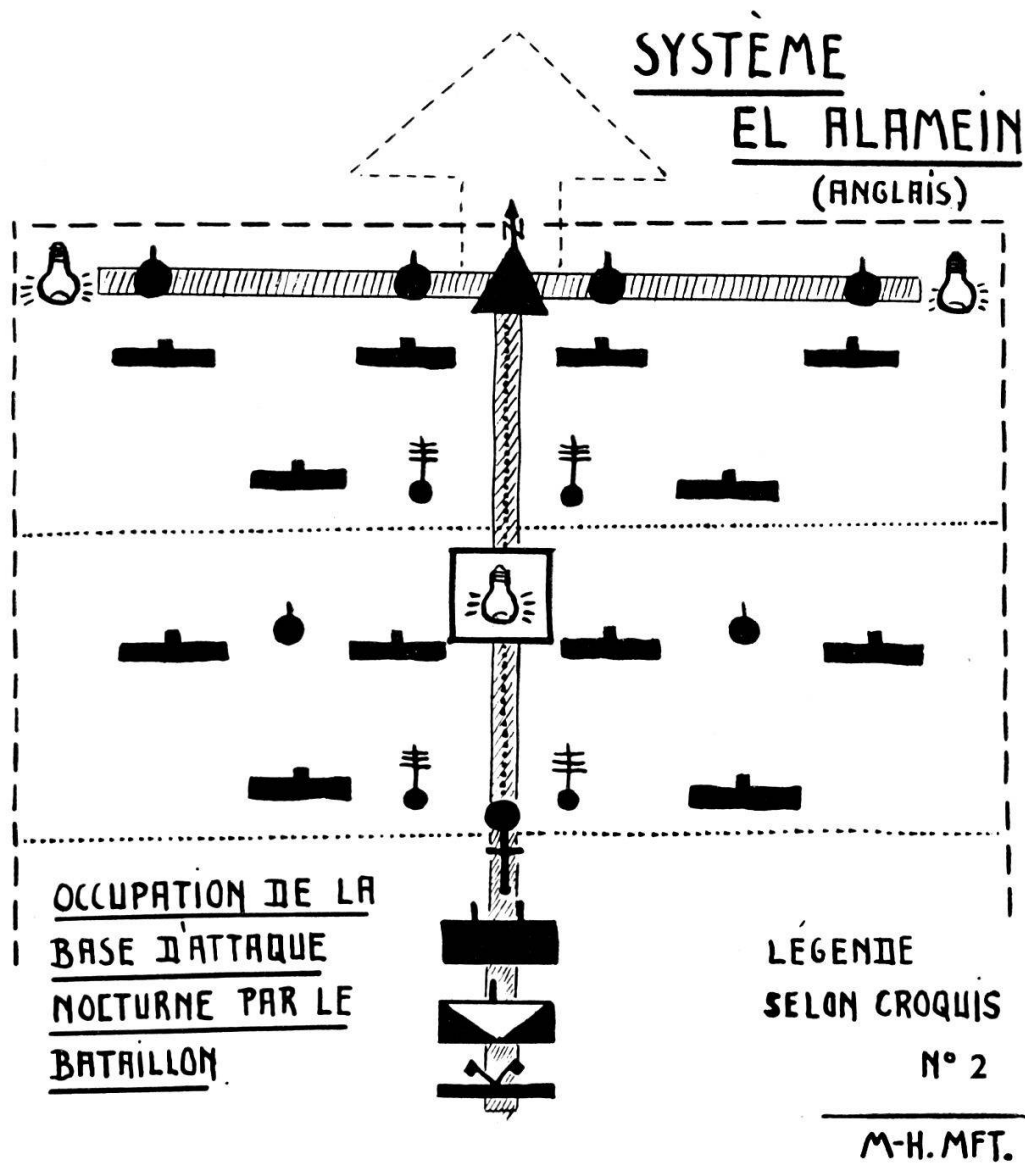 SYSTÈME
EL ALAMEIN
(ANGLAIS)
N
OCCUPATION DE LA
BASE D'ATTAQUE
NOCTURNE PAR LE
BATAILLON
LÉGENDE
SELON CROQUIS
N° 2
M-H. MFT.